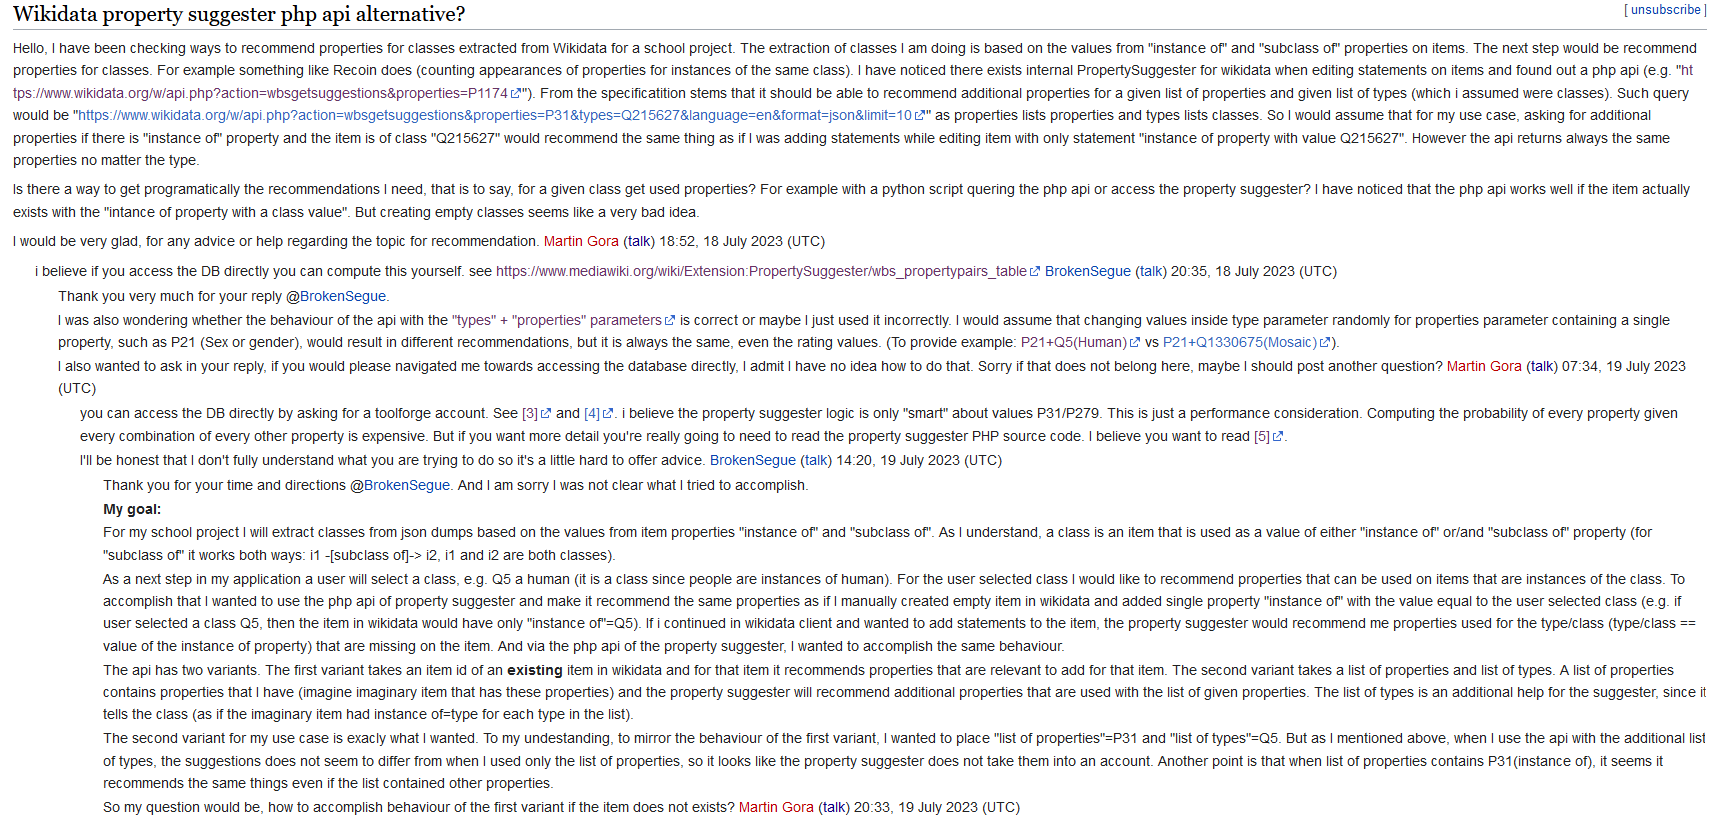 Wikidata property suggester php api alternative?
[ unsubscribe ]
Hello, I have been checking ways to recommend properties for classes extracted from Wikidata for a school project. The extraction of classes I am doing is based on the values from "instance of" and "subclass of" properties on items. The next step would be recommend
properties for classes. For example something like Recoin does (counting appearances of properties for instances of the same class). I have noticed there exists internal PropertySuggester for wikidata when editing statements on items and found out a php api (e.g. "ht
tps://www.wikidata.org/w/api.php?action=wbsgetsuggestions&properties=P1174"). From the specificatition stems that it should be able to recommend additional properties for a given list of properties and given list of types (which i assumed were classes). Such query
would be "https://www.wikidata.org/w/api.php?action=wbsgetsuggestions&properties=P31&types=Q215627&language=en&format=json&limit=10" as properties lists properties and types lists classes. So I would assume that for my use case, asking for additional
properties if there is "instance of" property and the item is of class "Q215627" would recommend the same thing as if I was adding statements while editing item with only statement "instance of property with value Q215627". However the api returns always the same
properties no matter the type.
Is there a way to get programatically the recommendations I need, that is to say, for a given class get used properties? For example with a python script quering the php api or access the property suggester? I have noticed that the php api works well if the item actually
exists with the "intance of property with a class value". But creating empty classes seems like a very bad idea.
I would be very glad, for any advice or help regarding the topic for recommendation. Martin Gora (talk) 18:52, 18 July 2023 (UTC)
i believe if you access the DB directly you can compute this yourself. see https://www.mediawiki.org/wiki/Extension:PropertySuggester/wbs_propertypairs_table BrokenSegue (talk) 20:35, 18 July 2023 (UTC)
Thank you very much for your reply @BrokenSegue.
I was also wondering whether the behaviour of the api with the "types" + "properties" parameters is correct or maybe I just used it incorrectly. I would assume that changing values inside type parameter randomly for properties parameter containing a single
property, such as P21 (Sex or gender), would result in different recommendations, but it is always the same, even the rating values. (To provide example: P21+Q5(Human) vs P21+Q1330675(Mosaic)).
I also wanted to ask in your reply, if you would please navigated me towards accessing the database directly, I admit I have no idea how to do that. Sorry if that does not belong here, maybe I should post another question? Martin Gora (talk) 07:34, 19 July 2023
(UTC)
you can access the DB directly by asking for a toolforge account. See [3] and [4]. i believe the property suggester logic is only "smart" about values P31/P279. This is just a performance consideration. Computing the probability of every property given
every combination of every other property is expensive. But if you want more detail you're really going to need to read the property suggester PHP source code. I believe you want to read [5].
I'll be honest that I don't fully understand what you are trying to do so it's a little hard to offer advice. BrokenSegue (talk) 14:20, 19 July 2023 (UTC)
Thank you for your time and directions @BrokenSegue. And I am sorry I was not clear what I tried to accomplish.
My goal:
For my school project I will extract classes from json dumps based on the values from item properties "instance of" and "subclass of". As I understand, a class is an item that is used as a value of either "instance of" or/and "subclass of" property (for
"subclass of" it works both ways: i1 -[subclass of]-> i2, i1 and i2 are both classes).
As a next step in my application a user will select a class, e.g. Q5 a human (it is a class since people are instances of human). For the user selected class I would like to recommend properties that can be used on items that are instances of the class. To
accomplish that I wanted to use the php api of property suggester and make it recommend the same properties as if I manually created empty item in wikidata and added single property "instance of" with the value equal to the user selected class (e.g. if
user selected a class Q5, then the item in wikidata would have only "instance of"=Q5). If i continued in wikidata client and wanted to add statements to the item, the property suggester would recommend me properties used for the type/class (type/class ==
value of the instance of property) that are missing on the item. And via the php api of the property suggester, I wanted to accomplish the same behaviour.
The api has two variants. The first variant takes an item id of an existing item in wikidata and for that item it recommends properties that are relevant to add for that item. The second variant takes a list of properties and list of types. A list of properties
contains properties that I have (imagine imaginary item that has these properties) and the property suggester will recommend additional properties that are used with the list of given properties. The list of types is an additional help for the suggester, since it
tells the class (as if the imaginary item had instance of=type for each type in the list).
The second variant for my use case is exacly what I wanted. To my undestanding, to mirror the behaviour of the first variant, I wanted to place "list of properties"=P31 and "list of types"=Q5. But as I mentioned above, when I use the api with the additional list
of types, the suggestions does not seem to differ from when I used only the list of properties, so it looks like the property suggester does not take them into an account. Another point is that when list of properties contains P31(instance of), it seems it
recommends the same things even if the list contained other properties.
So my question would be, how to accomplish behaviour of the first variant if the item does not exists? Martin Gora (talk) 20:33, 19 July 2023 (UTC)